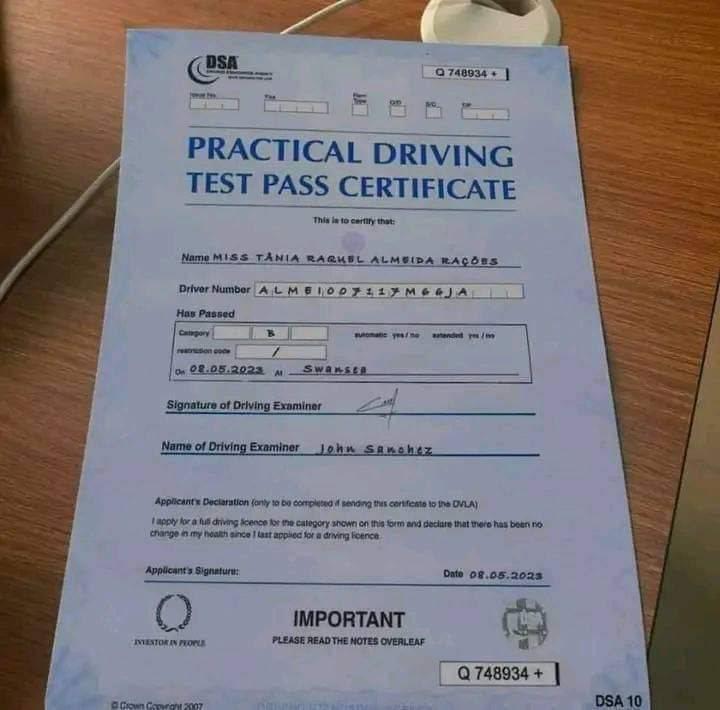 DSA
Q 748934 +
PRACTICAL DRIVING
TEST PASS CERTIFICATE
This is to certify that:
Name MISS TÂNIA RAQUEL ALMEIDA RAÇÕES
Driver Number ALMEI007117MGGJA
Has Passed
Category B automatic yes / no extended yes / no
restriction code /
On 08.05.2023 At Swansea
Signature of Driving Examiner
Name of Driving Examiner John Sanchez
Applicant's Declaration (only to be completed if sending this certificate to the DVLA)
I apply for a full driving licence for the category shown on this form and declare that there has been no
change in my health since I last applied for a driving licence.
Applicant's Signature: Date 08.05.2023
INVESTOR IN PEOPLE
IMPORTANT
PLEASE READ THE NOTES OVERLEAF
Q 748934 +
© Crown Copyright 2007
DSA 10